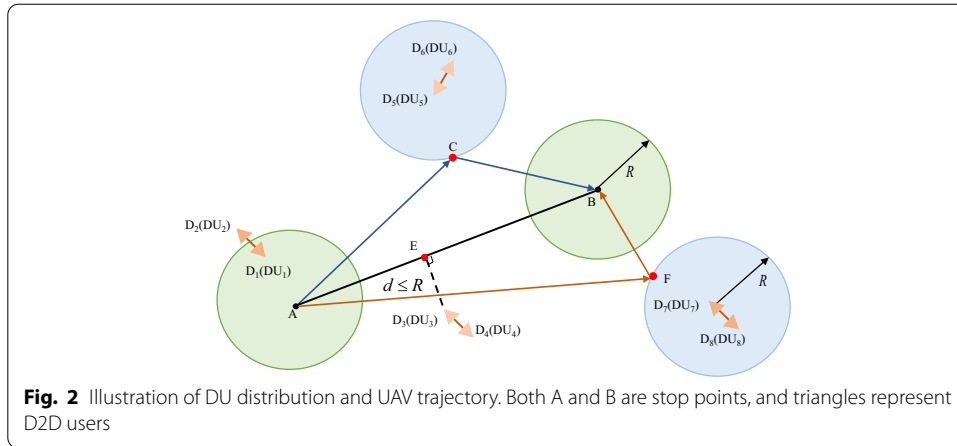 D₆(DU₆)
D₅(DU₅)
C
R
B
D₂(DU₂)
D₁(DU₁)
E
F
d ≤ R
R
A
D₃(DU₃)
D₄(DU₄)
D₇(DU₇)
D₈(DU₈)
Fig. 2 Illustration of DU distribution and UAV trajectory. Both A and B are stop points, and triangles represent
D2D users